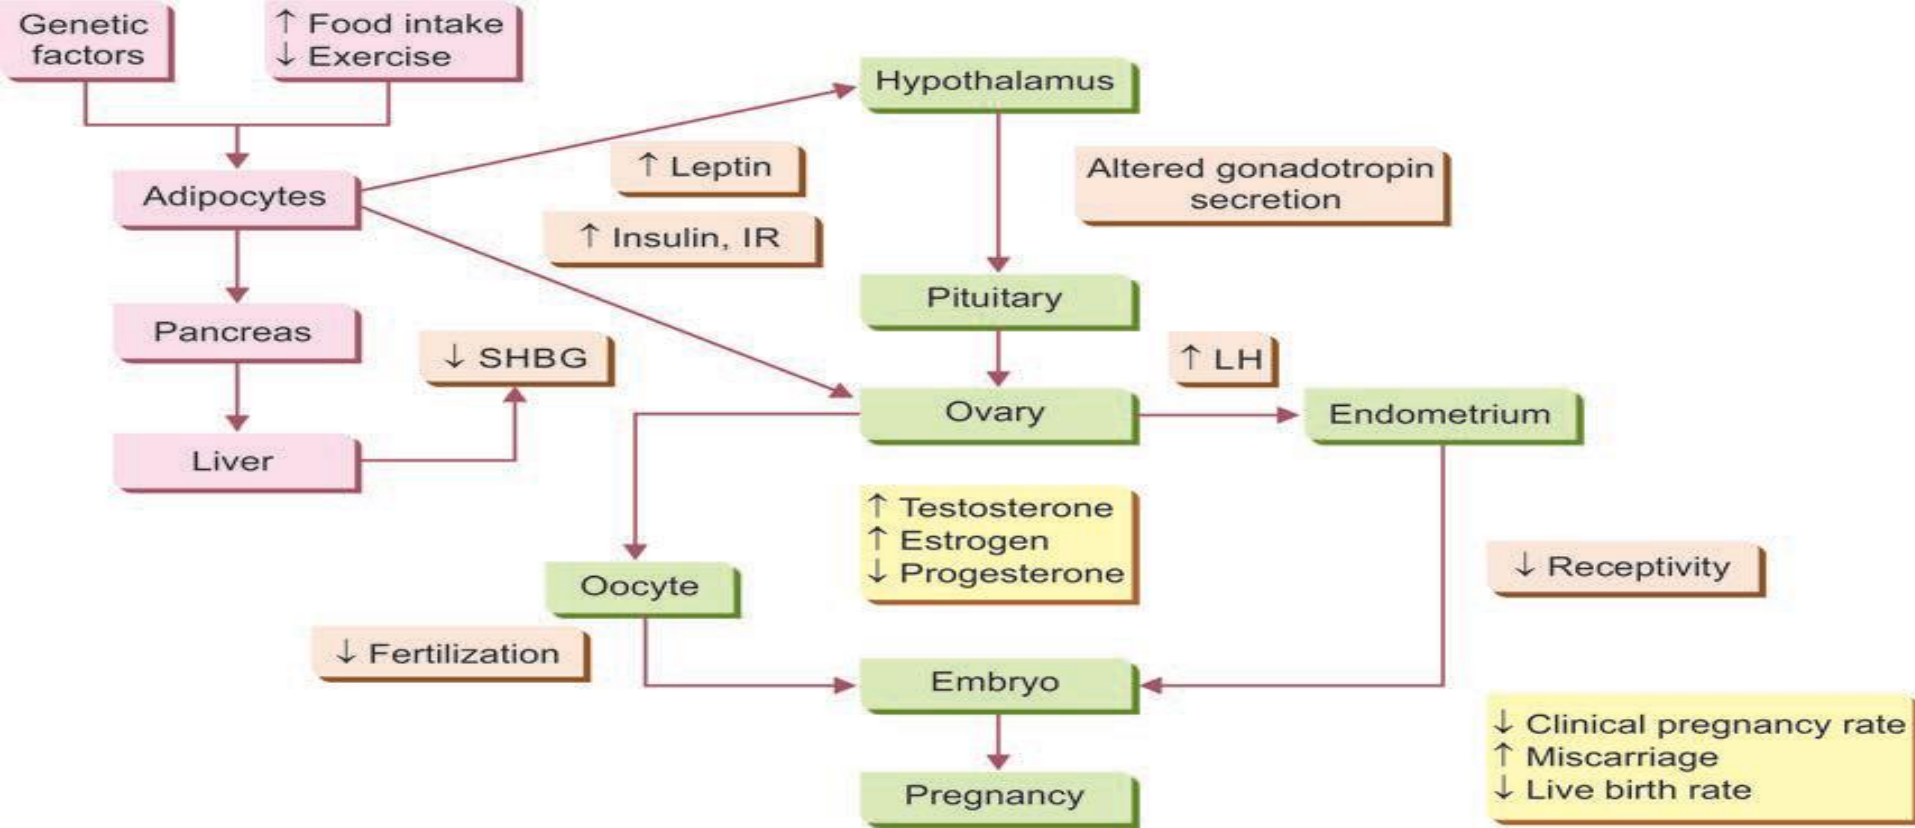 Genetic
factors
↑ Food intake
↓ Exercise
Hypothalamus
↑ Leptin
Altered gonadotropin
secretion
Adipocytes
↑ Insulin, IR
Pituitary
Pancreas
↓ SHBG
↑ LH
Ovary
Endometrium
Liver
↑ Testosterone
↑ Estrogen
↓ Progesterone
↓ Receptivity
Oocyte
↓ Fertilization
Embryo
↓ Clinical pregnancy rate
↑ Miscarriage
↓ Live birth rate
Pregnancy